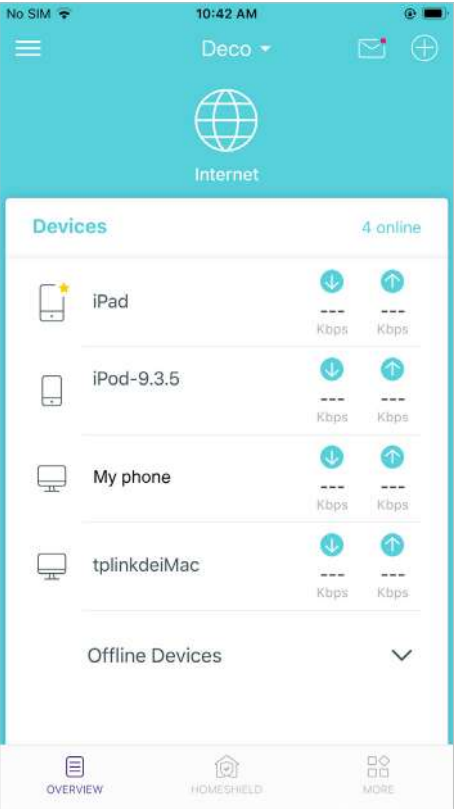 No SIM 10:42 AM
Deco
Internet
Devices 4 online
iPad
--- ---
Kbps Kbps
iPod-9.3.5
--- ---
Kbps Kbps
My phone
--- ---
Kbps Kbps
tplinkdeiMac
--- ---
Kbps Kbps
Offline Devices
OVERVIEW HOMESHIELD MORE